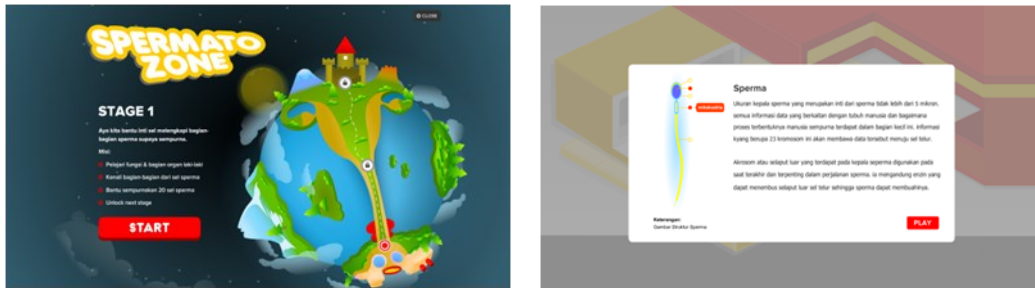 CLOSE
SPERMATO
ZONE
STAGE 1
Ayo kita bantu inti sel melengkapi bagian-
bagian sperma supaya sempurna.
Misi:
Pelajari fungsi & bagian organ laki-laki
Kenali bagian-bagian dari sel sperma
Bantu sempurnakan 20 sel sperma
Unlock next stage
START
Sperma
Ukuran kepala sperma yang merupakan inti dari sperma tidak lebih dari 5 mikron,
semua informasi data yang berkaitan dengan tubuh manusia dan bagaimana
proses terbentuknya manusia sempurna terdapat dalam bagian kecil ini. Informasi
kyang berupa 23 kromosom ini akan membawa data tersebut menuju sel telur.
Akrosom atau selaput luar yang terdapat pada kepala seperma digunakan pada
saat terakhir dan terpenting dalam perjalanan sperma. ia mengandung enzim yang
dapat menembus selaput luar sel telur sehingga sperma dapat membuahinya.
Keterangan:
Gambar Struktur Sperma
PLAY